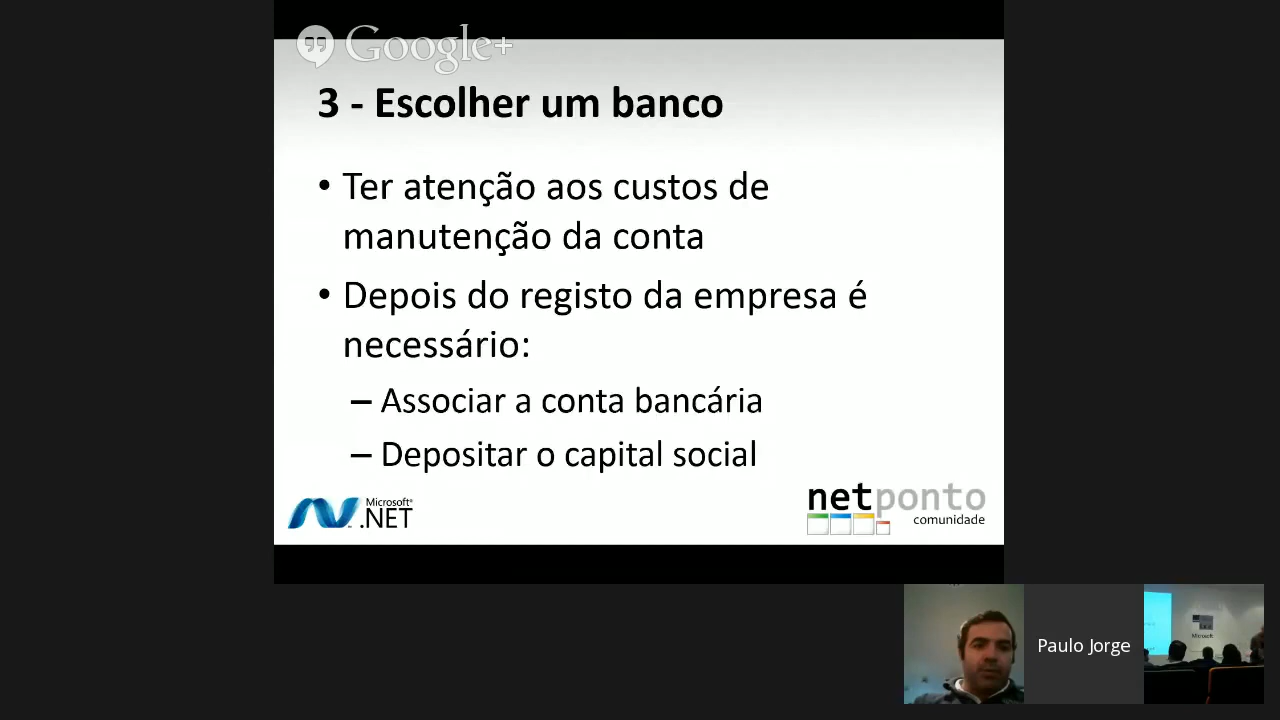 Google+
3 - Escolher um banco
• Ter atenção aos custos de
manutenção da conta
• Depois do registo da empresa é
necessário:
– Associar a conta bancária
– Depositar o capital social
Microsoft®
.NET
netponto
comunidade
Paulo Jorge
Microsoft